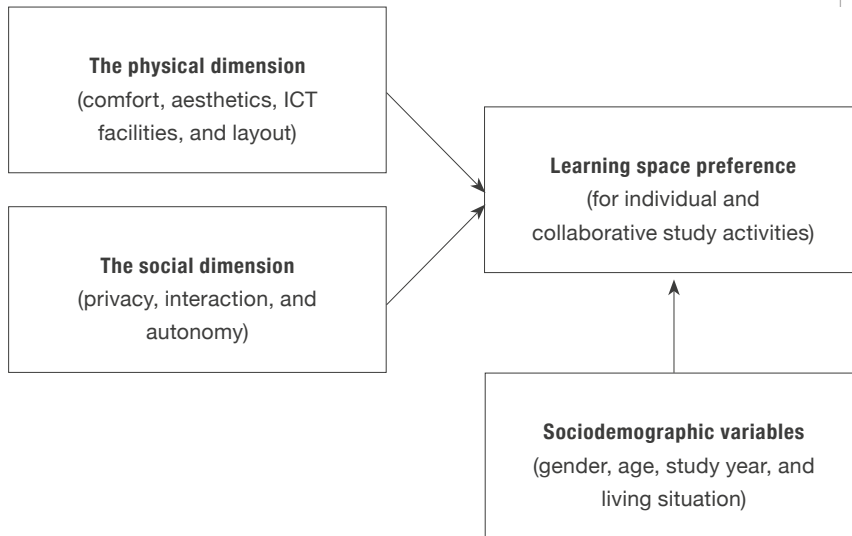 The physical dimension
(comfort, aesthetics, ICT
facilities, and layout)
The social dimension
(privacy, interaction, and
autonomy)
Learning space preference
(for individual and
collaborative study activities)
Sociodemographic variables
(gender, age, study year, and
living situation)